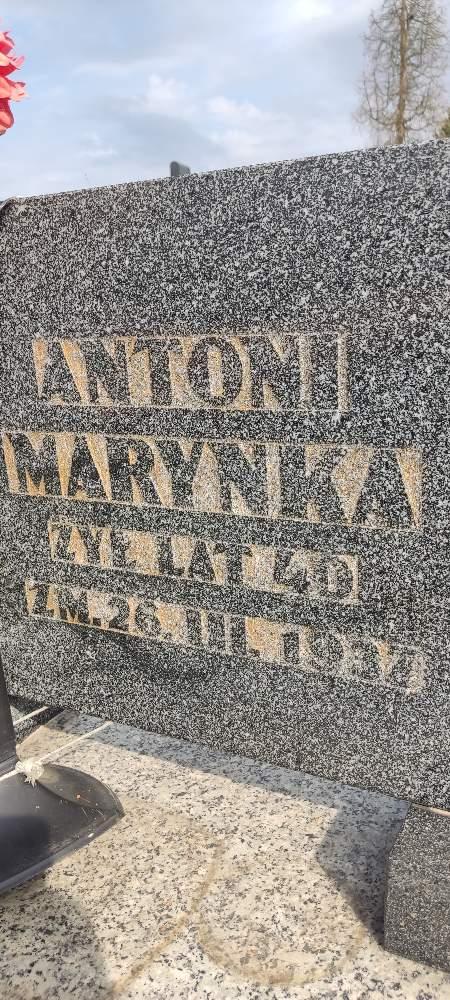 ANTONI
MARYNKA
ŻYŁ LAT 40
ZM. 26. III.